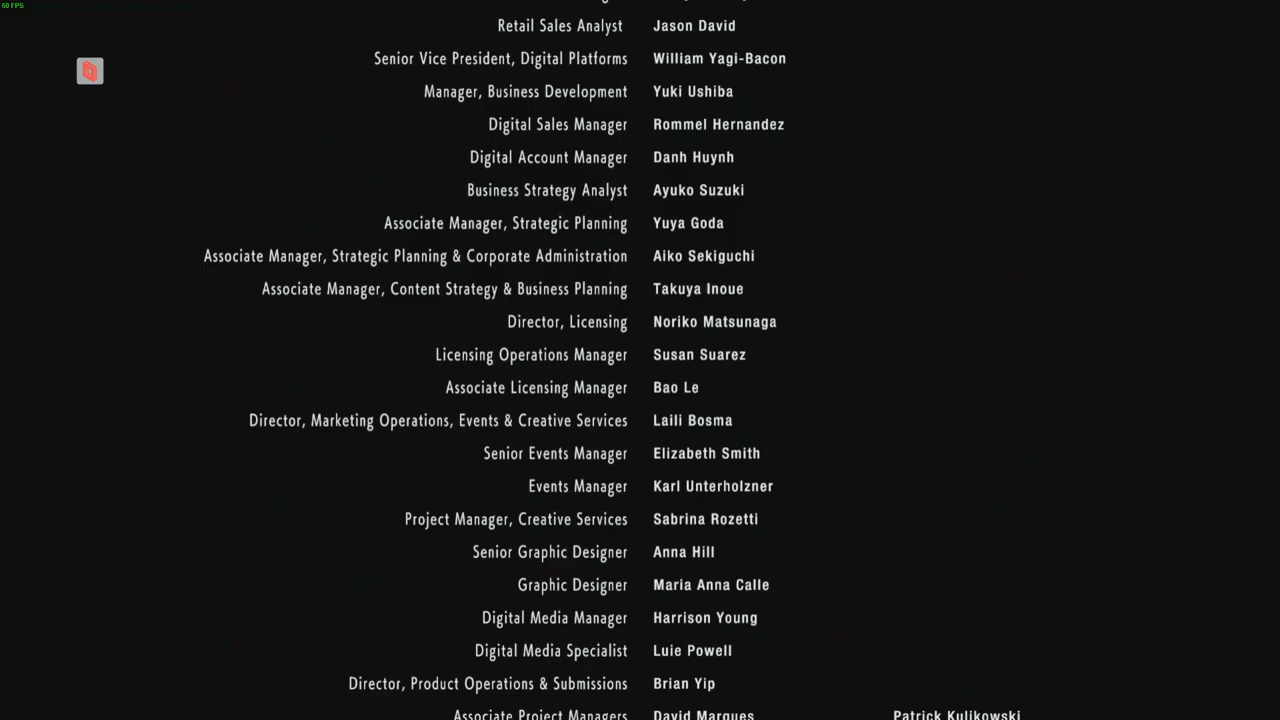 60 FPS
Retail Sales Analyst Jason David
Senior Vice President, Digital Platforms William Yagi-Bacon
Manager, Business Development Yuki Ushiba
Digital Sales Manager Rommel Hernandez
Digital Account Manager Danh Huynh
Business Strategy Analyst Ayuko Suzuki
Associate Manager, Strategic Planning Yuya Goda
Associate Manager, Strategic Planning & Corporate Administration Aiko Sekiguchi
Associate Manager, Content Strategy & Business Planning Takuya Inoue
Director, Licensing Noriko Matsunaga
Licensing Operations Manager Susan Suarez
Associate Licensing Manager Bao Le
Director, Marketing Operations, Events & Creative Services Laili Bosma
Senior Events Manager Elizabeth Smith
Events Manager Karl Unterholzner
Project Manager, Creative Services Sabrina Rozetti
Senior Graphic Designer Anna Hill
Graphic Designer Maria Anna Calle
Digital Media Manager Harrison Young
Digital Media Specialist Luie Powell
Director, Product Operations & Submissions Brian Yip
Associate Project Managers David Marques Patrick Kulikowski